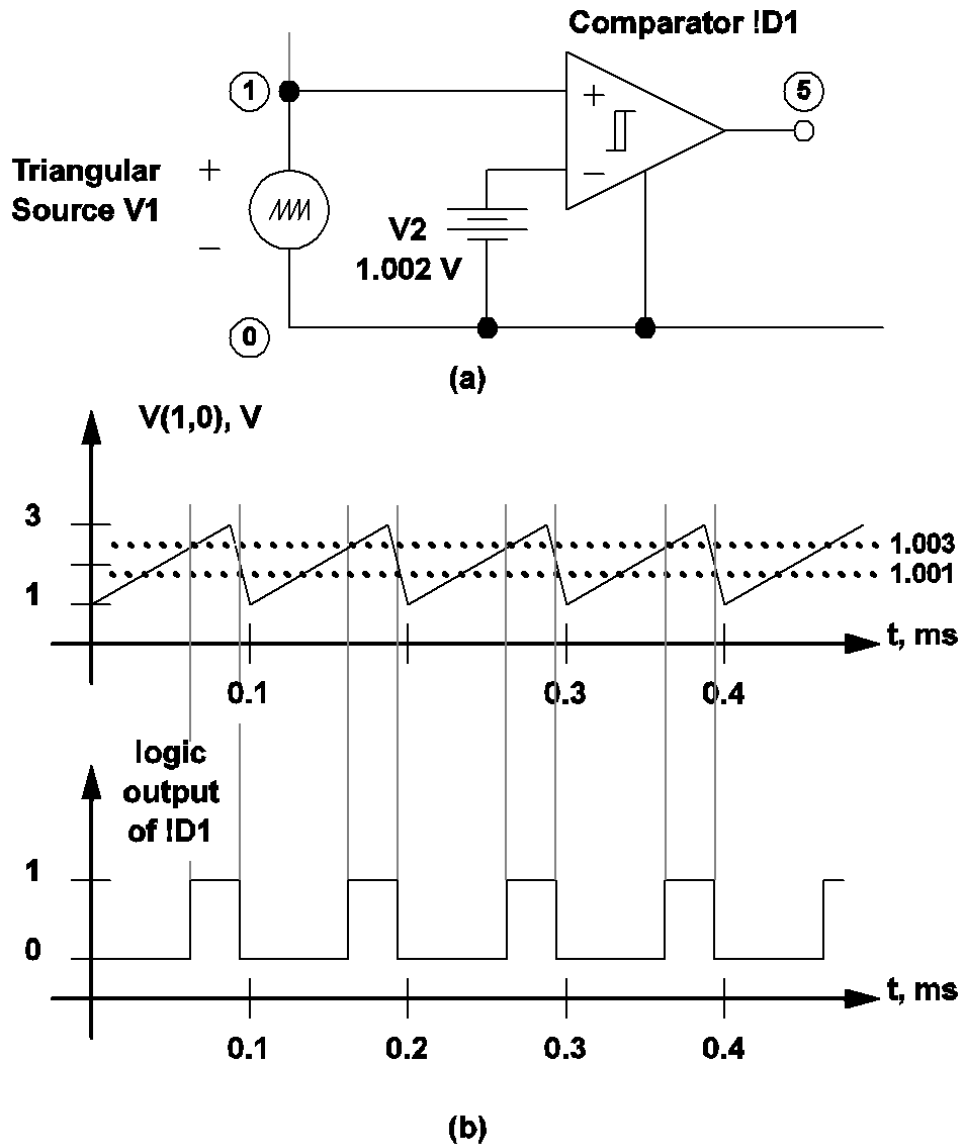 Comparator !D1
1
5
+
+
Triangular
Source V1
−
−
V2
1.002 V
0
(a)
V(1,0), V
3
1
1.003
1.001
t, ms
0.1
0.3
0.4
logic
output
of !D1
1
0
t, ms
0.1
0.2
0.3
0.4
(b)